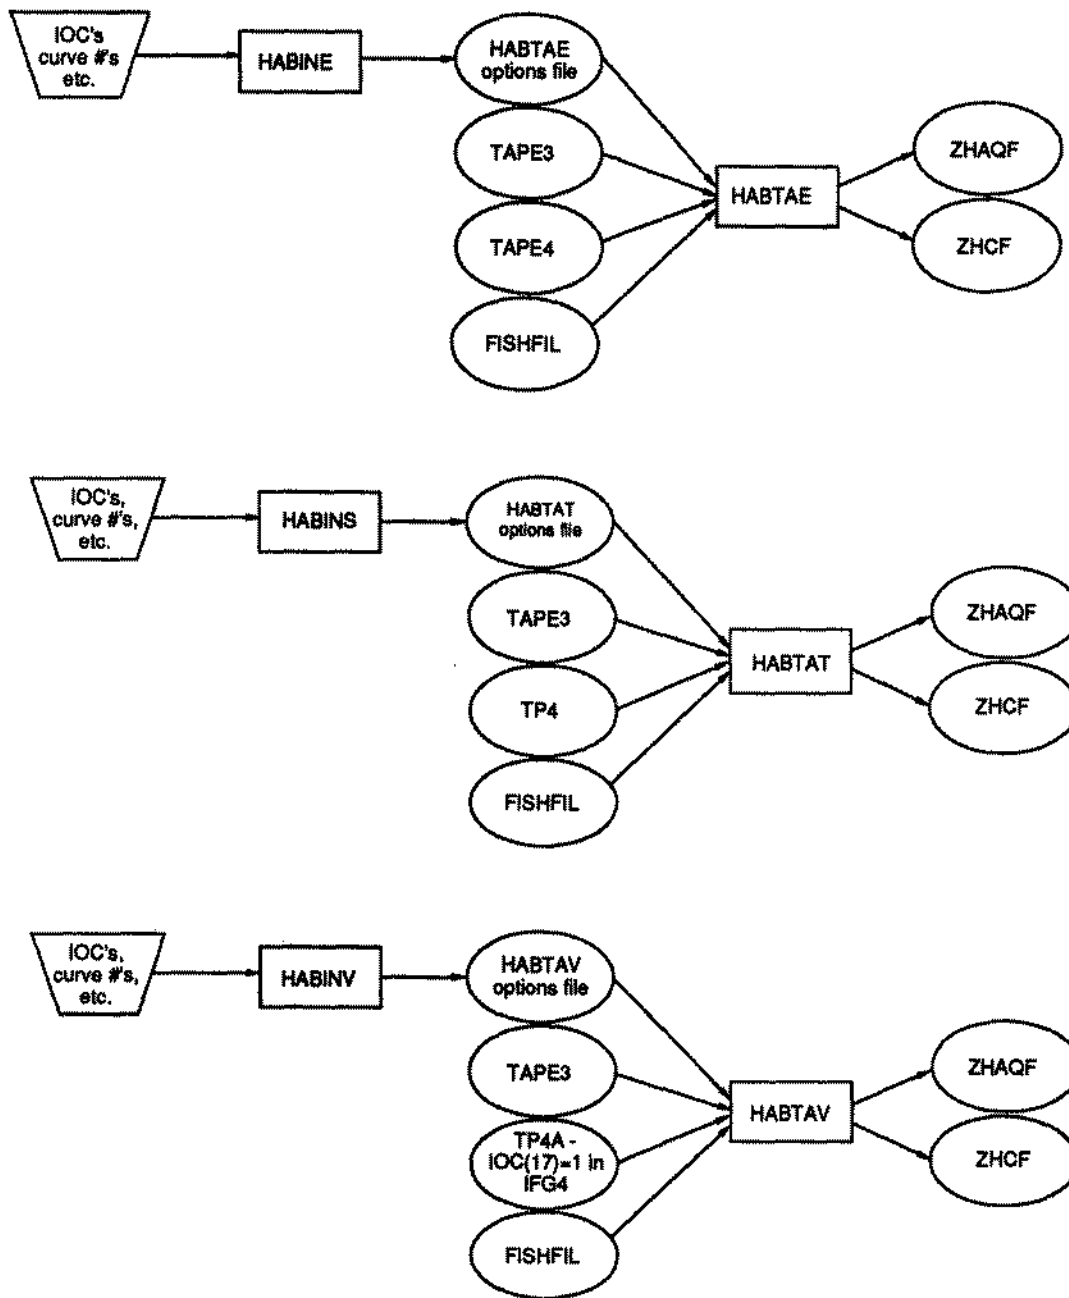 IOC's
curve #'s
etc.
HABINE
HABTAE
options file
TAPE3
TAPE4
FISHFIL
HABTAE
ZHAQF
ZHCF
IOC's,
curve #'s,
etc.
HABINS
HABTAT
options file
TAPE3
TP4
FISHFIL
HABTAT
ZHAQF
ZHCF
IOC's,
curve #'s,
etc.
HABINV
HABTAV
options file
TAPE3
TP4A -
IOC(17)=1 in
IFG4
FISHFIL
HABTAV
ZHAQF
ZHCF